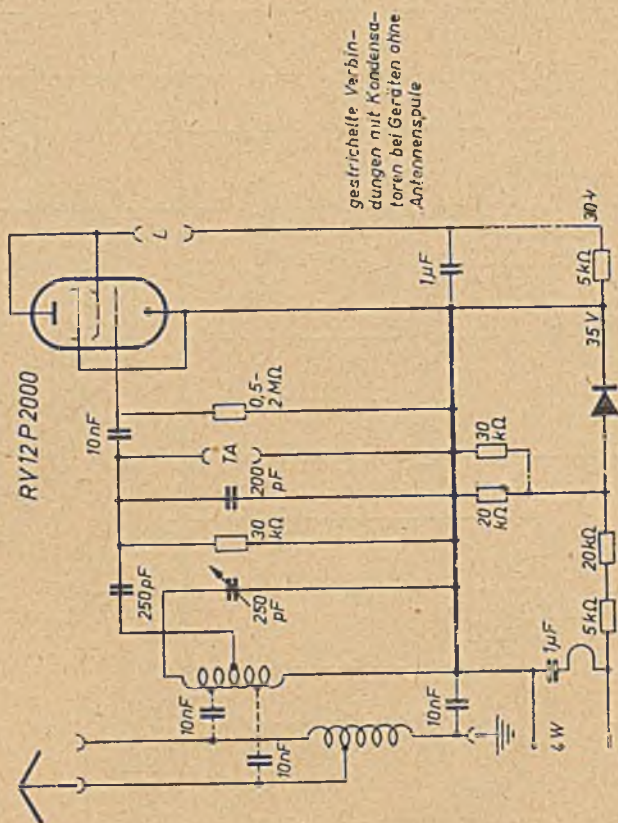 RV12P2000
10nF
250pF
L
0,5-
2MΩ
TA
200
pF
30
kΩ
250
pF
10nF
10nF
10nF
1µF
gestrichelte Verbin-
dungen mit Kondensa-
toren bei Geräten ohne
Antennenspule
30
kΩ
20
kΩ
35V
30V
5kΩ
20kΩ
5kΩ
1µF